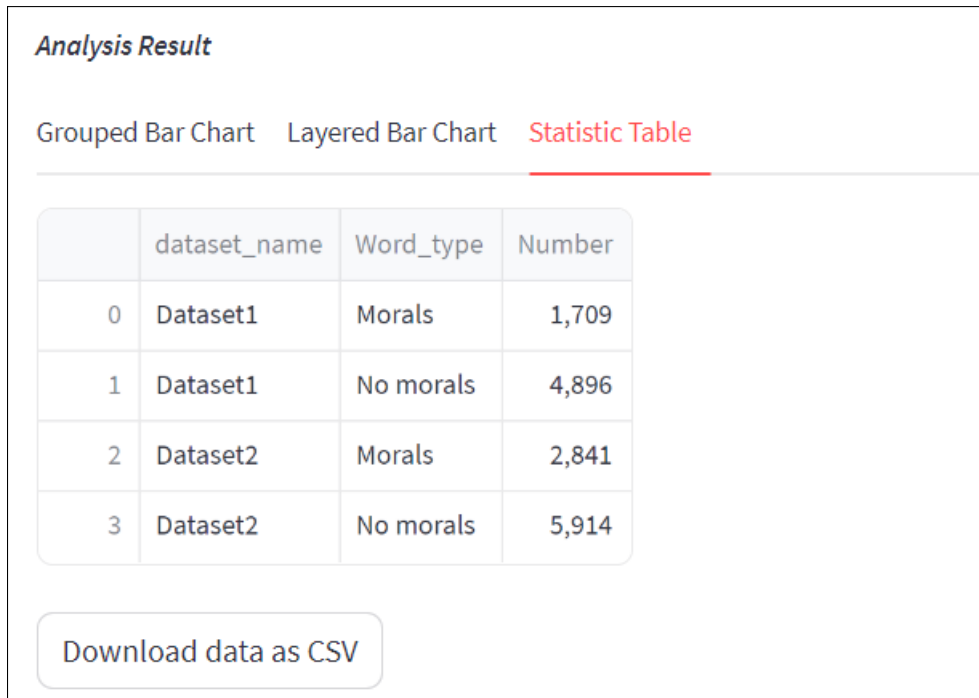 Analysis Result
Grouped Bar Chart Layered Bar Chart Statistic Table
dataset_name Word_type Number
0 Dataset1 Morals 1,709
1 Dataset1 No morals 4,896
2 Dataset2 Morals 2,841
3 Dataset2 No morals 5,914
Download data as CSV